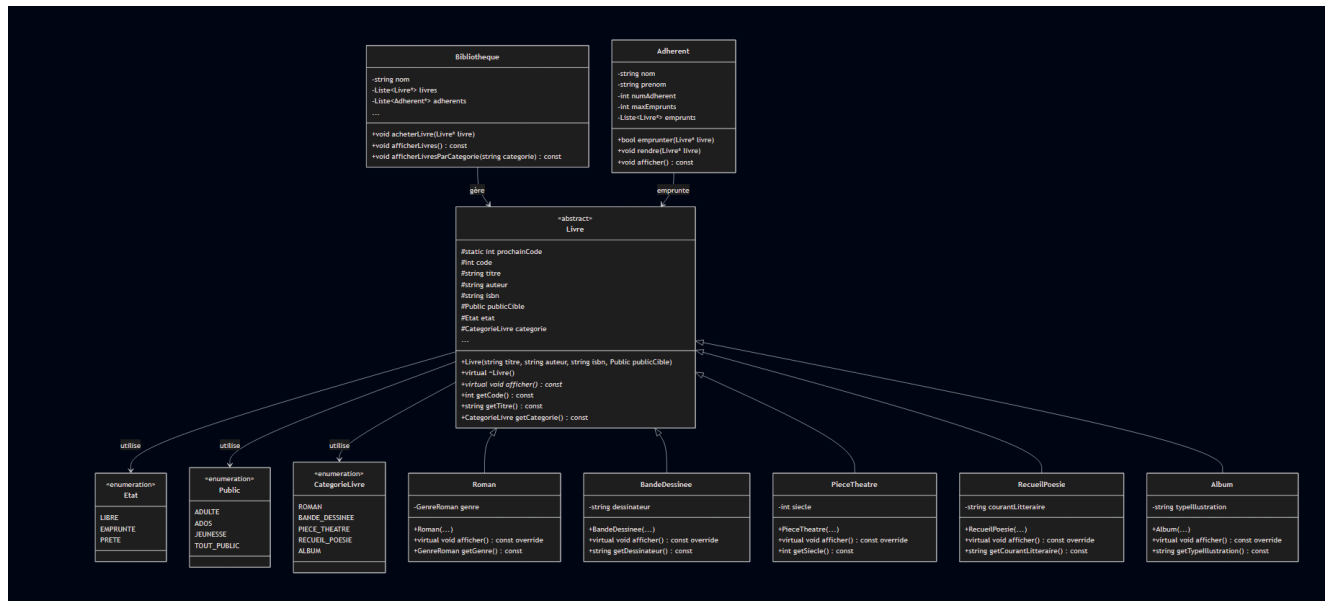 Bibliotheque
-string nom
-Liste<Livre*> livres
-Liste<Adherent*> adherents
...
+void acheterLivre(Livre* livre)
+void afficherLivres() : const
+void afficherLivresParCategorie(string categorie) : const
Adherent
-string nom
-string prenom
-int numAdherent
-int maxEmprunts
-Liste<Livre*> emprunts
+bool emprunter(Livre* livre)
+void rendre(Livre* livre)
+void afficher() : const
gère
emprunte
«abstract»
Livre
#static int prochainCode
#int code
#string titre
#string auteur
#string isbn
#Public publicCible
#Etat etat
#CategorieLivre categorie
...
+Livre(string titre, string auteur, string isbn, Public publicCible)
+virtual ~Livre()
+virtual void afficher() : const
+int getCode() : const
+string getTitre() : const
+CategorieLivre getCategorie() : const
utilise
utilise
utilise
«enumeration»
Etat
LIBRE
EMPRUNTE
PRETE
«enumeration»
Public
ADULTE
ADOS
JEUNESSE
TOUT_PUBLIC
«enumeration»
CategorieLivre
ROMAN
BANDE_DESSINEE
PIECE_THEATRE
RECUEIL_POESIE
ALBUM
Roman
-GenreRoman genre
+Roman(...)
+virtual void afficher() : const override
+GenreRoman getGenre() : const
BandeDessinee
-string dessinateur
+BandeDessinee(...)
+virtual void afficher() : const override
+string getDessinateur() : const
PieceTheatre
-int siecle
+PieceTheatre(...)
+virtual void afficher() : const override
+int getSiecle() : const
RecueilPoesie
-string courantLitteraire
+RecueilPoesie(...)
+virtual void afficher() : const override
+string getCourantLitteraire() : const
Album
-string typeIllustration
+Album(...)
+virtual void afficher() : const override
+string getTypeIllustration() : const